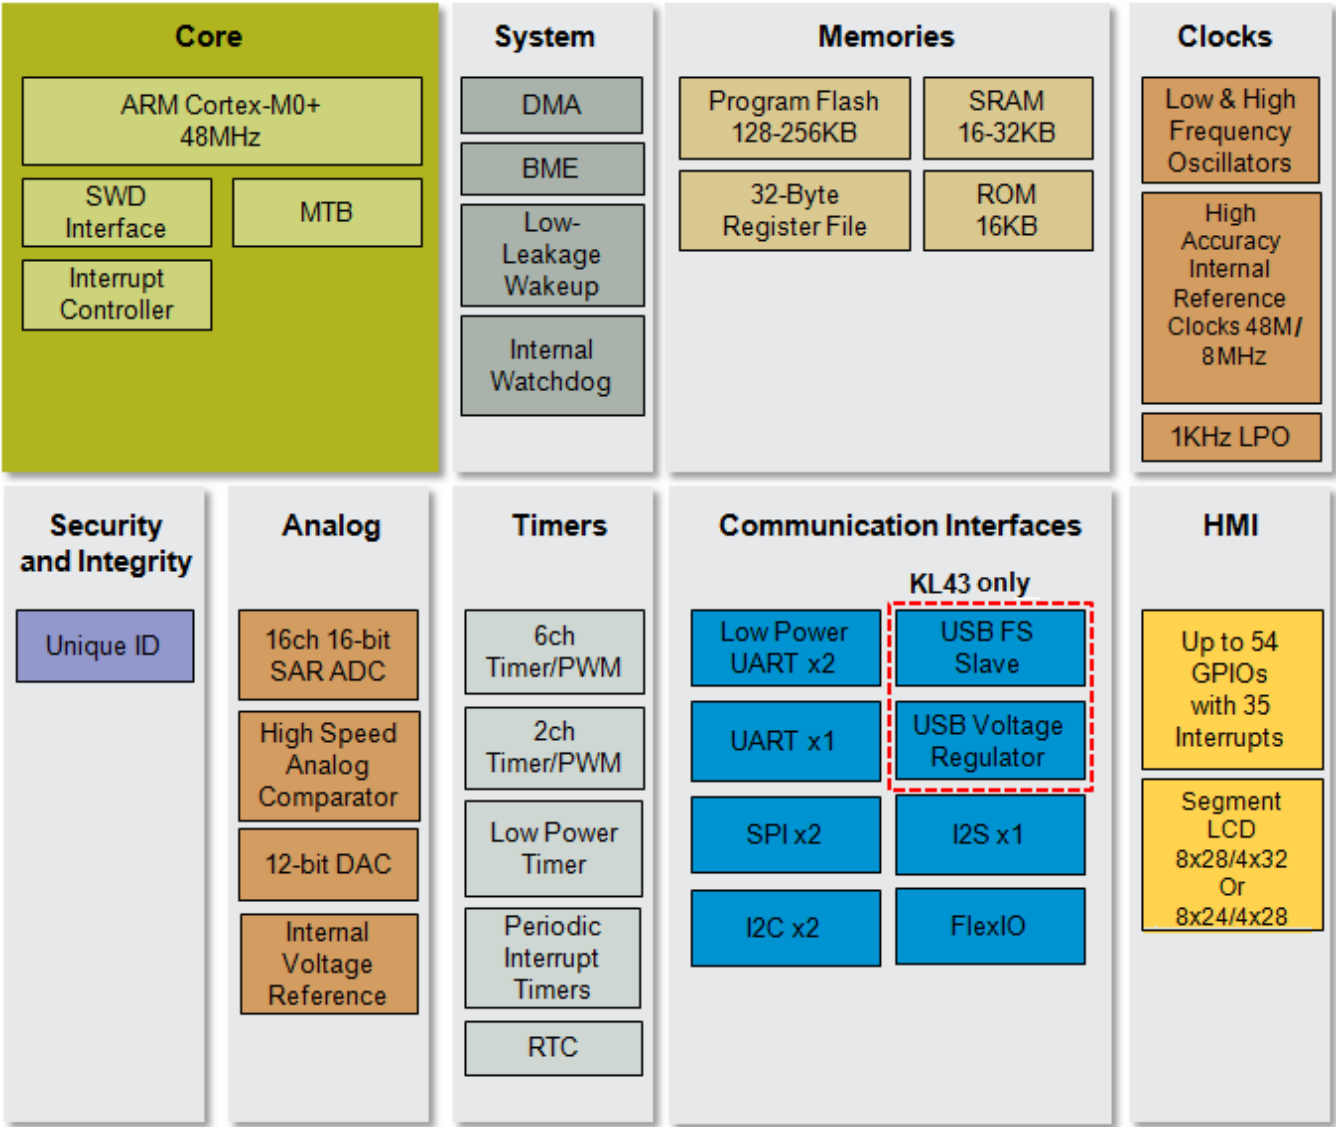 Core
ARM Cortex-M0+
48MHz
SWD
Interface
MTB
Interrupt
Controller
System
DMA
BME
Low-
Leakage
Wakeup
Internal
Watchdog
Memories
Program Flash
128-256KB
SRAM
16-32KB
32-Byte
Register File
ROM
16KB
Clocks
Low & High
Frequency
Oscillators
High
Accuracy
Internal
Reference
Clocks 48M/
8MHz
1KHz LPO
Security
and Integrity
Unique ID
Analog
16ch 16-bit
SAR ADC
High Speed
Analog
Comparator
12-bit DAC
Internal
Voltage
Reference
Timers
6ch
Timer/PWM
2ch
Timer/PWM
Low Power
Timer
Periodic
Interrupt
Timers
RTC
Communication Interfaces
KL43 only
Low Power
UART x2
USB FS
Slave
UART x1
USB Voltage
Regulator
SPI x2
I2S x1
I2C x2
FlexIO
HMI
Up to 54
GPIOs
with 35
Interrupts
Segment
LCD
8x28/4x32
Or
8x24/4x28